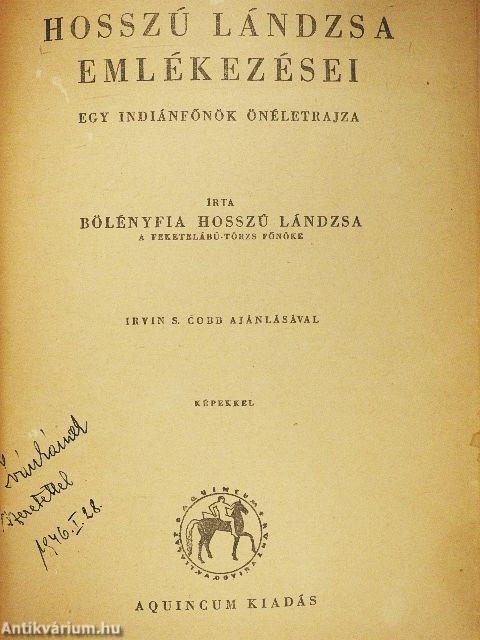 HOSSZÚ LÁNDZSA
EMLÉKEZÉSEI
EGY INDIÁNFŐNÖK ÖNÉLETRAJZA
ÍRTA
BÖLÉNYFIA HOSSZÚ LÁNDZSA
A FEKETELÁBÚ-TÖRZS FŐNÖKE
IRVIN S. COBB AJÁNLÁSÁVAL
KÉPEKKEL
Szeretettel
1946. I. 28.
AQUINCUM
AQUINCUM KIADÁS
Antikvárium.hu